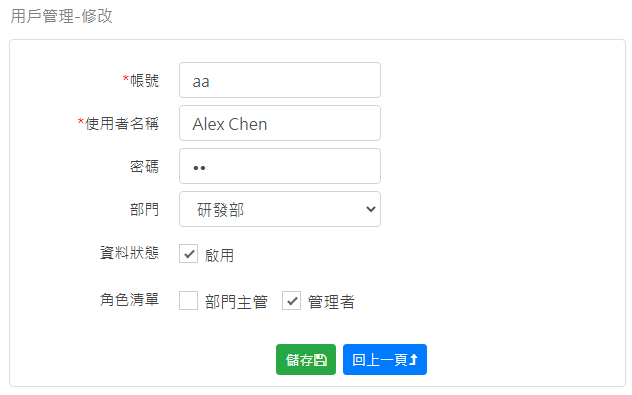 用戶管理-修改
*帳號 aa
*使用者名稱 Alex Chen
密碼 ••
部門 研發部
資料狀態 啟用
角色清單 部門主管 管理者
儲存 回上一頁